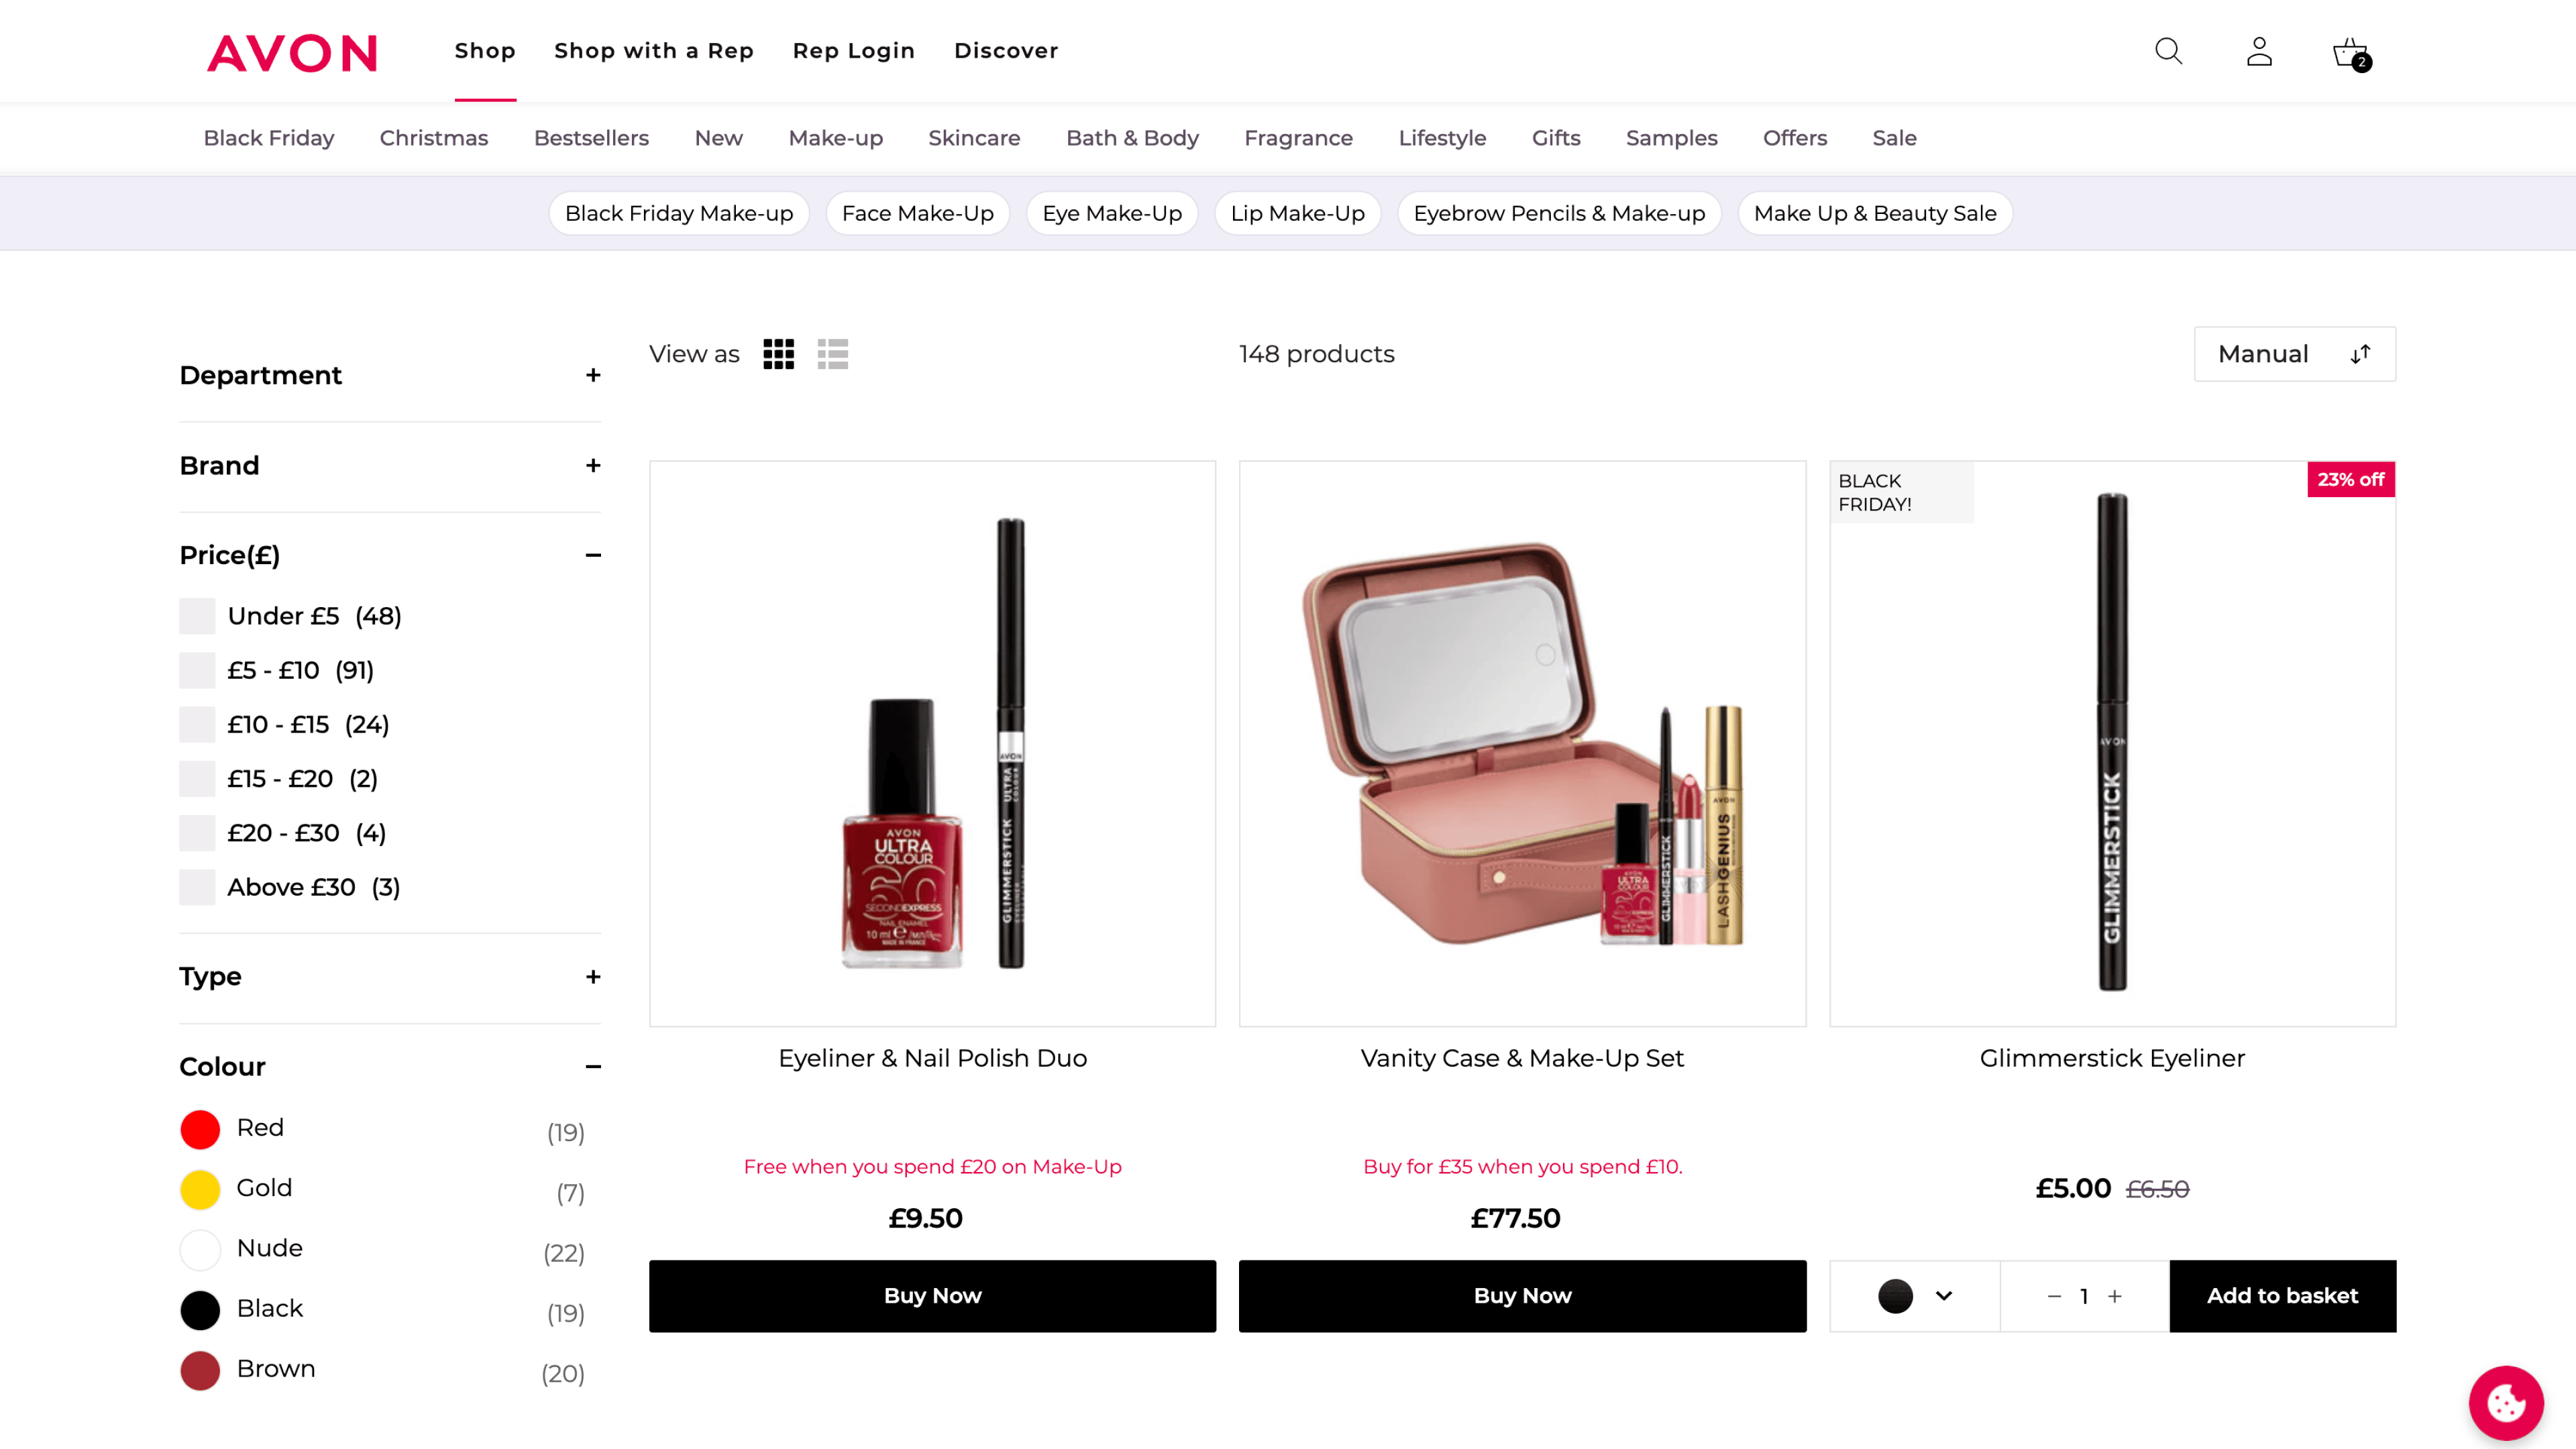 AVON
Shop
Shop with a Rep
Rep Login
Discover
2
Black Friday
Christmas
Bestsellers
New
Make-up
Skincare
Bath & Body
Fragrance
Lifestyle
Gifts
Samples
Offers
Sale
Black Friday Make-up
Face Make-Up
Eye Make-Up
Lip Make-Up
Eyebrow Pencils & Make-up
Make Up & Beauty Sale
Department
Brand
Price(£)
Under £5 (48)
£5 - £10 (91)
£10 - £15 (24)
£15 - £20 (2)
£20 - £30 (4)
Above £30 (3)
Type
Colour
Red (19)
Gold (7)
Nude (22)
Black (19)
Brown (20)
View as
148 products
Manual
AVON
ULTRA
COLOUR
30
SECONDEXPRESS
NAIL ENAMEL
10 ml
MADE IN FRANCE
AVON
ULTRA
COLOUR
GLIMMERSTICK
Eyeliner & Nail Polish Duo
Free when you spend £20 on Make-Up
£9.50
Buy Now
ULTRA
COLOUR
30
SECONDEXPRESS
GLIMMERSTICK
AVON
LASHGENIUS
Vanity Case & Make-Up Set
Buy for £35 when you spend £10.
£77.50
Buy Now
BLACK
FRIDAY!
23% off
AVON
GLIMMERSTICK
Glimmerstick Eyeliner
£5.00 £6.50
1
Add to basket